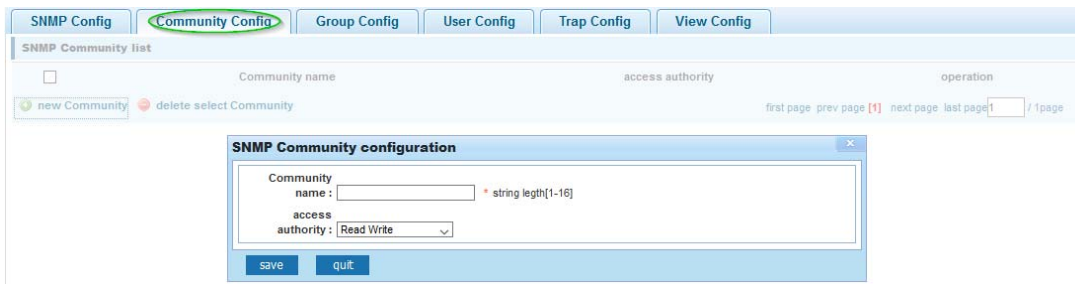 SNMP Config Community Config Group Config User Config Trap Config View Config
SNMP Community list
Community name access authority operation
new Community delete select Community first page prev page [1] next page last page 1 / 1page
SNMP Community configuration
Community
name : * string legth[1-16]
access
authority : Read Write
save quit